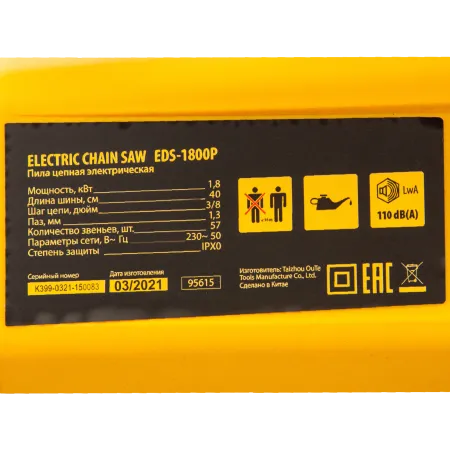 ELECTRIC CHAIN SAW EDS-1800P
Пила цепная электрическая
Мощность, кВт 1,8
Длина шины, см 40
Шаг цепи, дюйм 3/8
Паз, мм 1,3
Количество звеньев, шт 57
Параметры сети, В~ Гц 230~ 50
Степень защиты IPX0
LwA
110 dB(A)
Серийный номер Дата изготовления
K399-0321-150083 03/2021 95615
Изготовитель: Taizhou OuTe
Tools Manufacture Co., Ltd.
Сделано в Китае
EAC